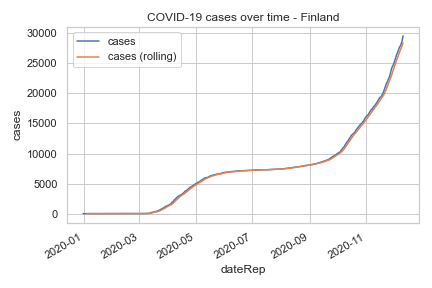 COVID-19 cases over time - Finland
cases
cases (rolling)
30000
25000
20000
15000
10000
5000
0
cases
2020-01
2020-03
2020-05
2020-07
2020-09
2020-11
dateRep